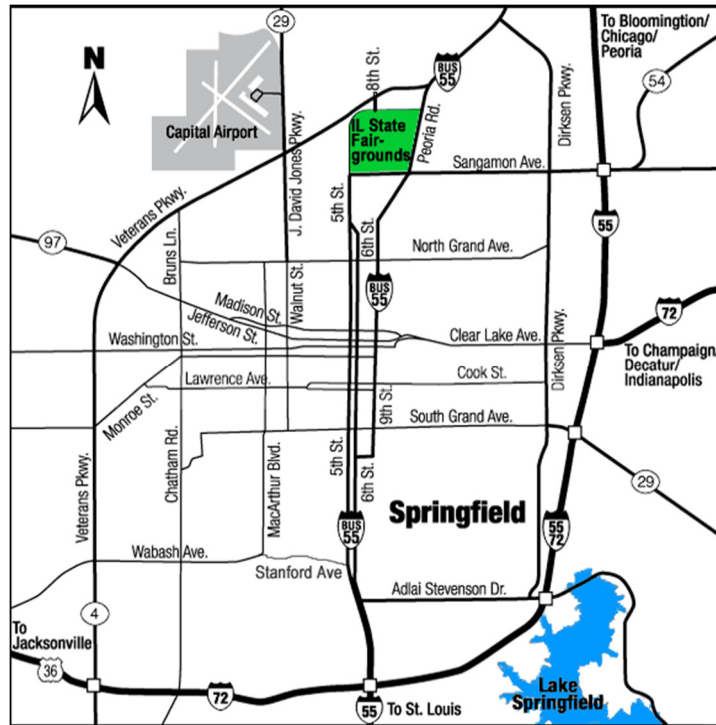 29
To Bloomingtion/
Chicago/
Peoria
N
8th St.
BUS
55
54
Capital Airport
IL State
Fair-
grounds
Peoria Rd.
Dirksen Pkwy.
Sangamon Ave.
J. David Jones Pkwy.
Veterans Pkwy.
5th St.
55
97
Bruns Ln.
6th St.
North Grand Ave.
Walnut St.
BUS
55
72
Madison St.
Jefferson St.
Washington St.
Clear Lake Ave.
Dirksen Pkwy.
To Champaign/
Decatur/
Indianapolis
Lawrence Ave.
Cook St.
Monroe St.
9th St.
South Grand Ave.
Chatham Rd.
MacArthur Blvd.
5th St.
6th St.
29
Veterans Pkwy.
Springfield
BUS
55
55
72
Wabash Ave.
Stanford Ave
Adlai Stevenson Dr.
4
To
Jacksonville
36
72
55
To St. Louis
Lake
Springfield